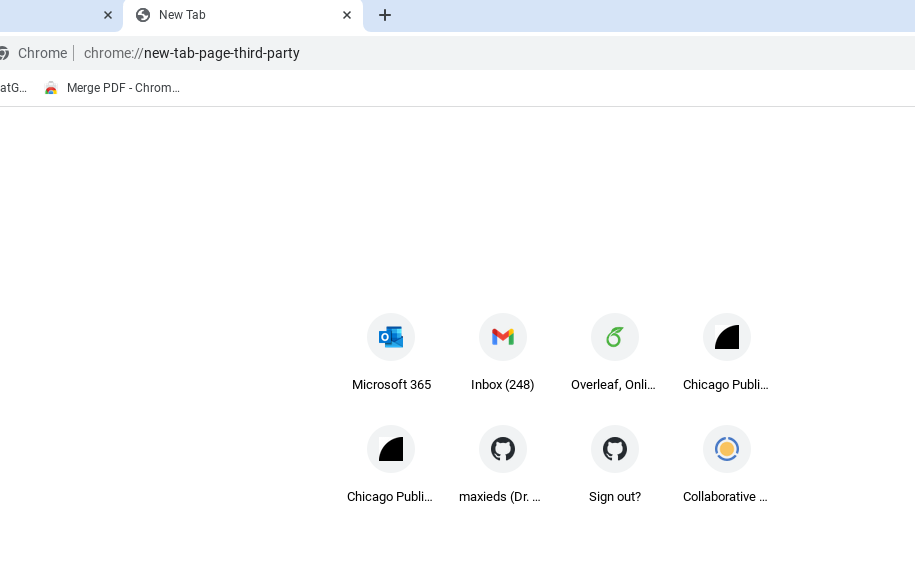 New Tab
Chrome chrome://new-tab-page-third-party
atG... Merge PDF - Chrom...
Microsoft 365 Inbox (248) Overleaf, Onli... Chicago Publi...
Chicago Publi... maxieds (Dr. ... Sign out? Collaborative ...